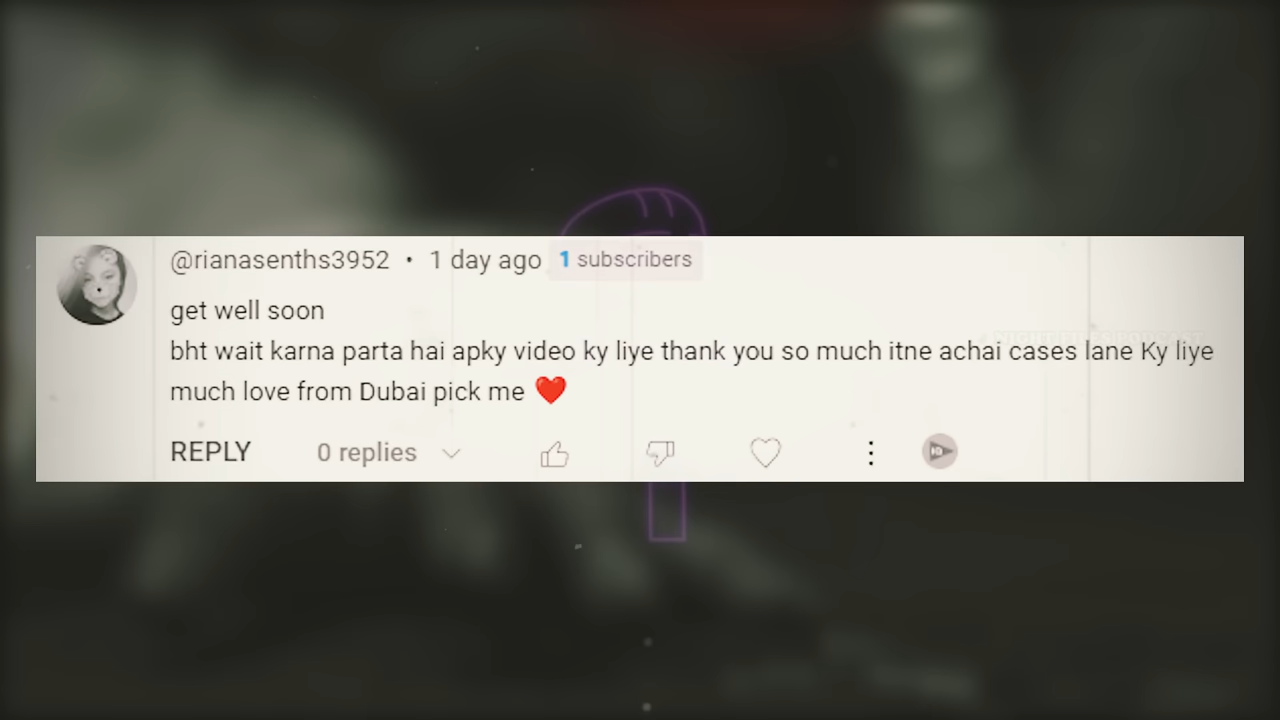 @rianasenths3952 • 1 day ago 1 subscribers
get well soon
bht wait karna parta hai apky video ky liye thank you so much itne achai cases lane Ky liye
much love from Dubai pick me ❤️
REPLY 0 replies